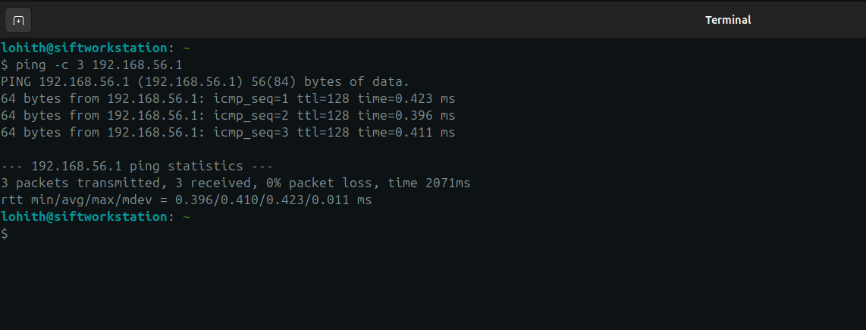 Terminal
lohith@siftworkstation: ~
$ ping -c 3 192.168.56.1
PING 192.168.56.1 (192.168.56.1) 56(84) bytes of data.
64 bytes from 192.168.56.1: icmp_seq=1 ttl=128 time=0.423 ms
64 bytes from 192.168.56.1: icmp_seq=2 ttl=128 time=0.396 ms
64 bytes from 192.168.56.1: icmp_seq=3 ttl=128 time=0.411 ms

--- 192.168.56.1 ping statistics ---
3 packets transmitted, 3 received, 0% packet loss, time 2071ms
rtt min/avg/max/mdev = 0.396/0.410/0.423/0.011 ms
lohith@siftworkstation: ~
$